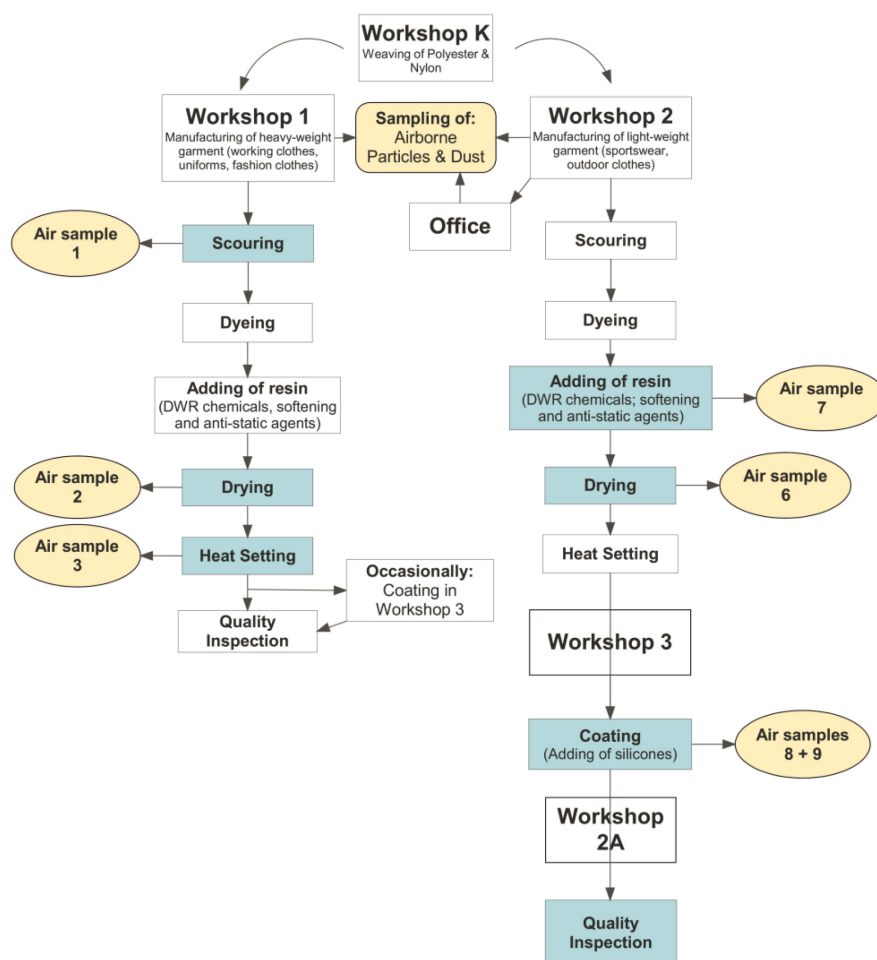 Workshop K
Weaving of Polyester &
Nylon
Workshop 1
Manufacturing of heavy-weight
garment (working clothes,
uniforms, fashion clothes)
Sampling of:
Airborne
Particles & Dust
Workshop 2
Manufacturing of light-weight
garment (sportswear,
outdoor clothes)
Office
Air sample
1
Scouring
Scouring
Dyeing
Dyeing
Adding of resin
(DWR chemicals, softening
and anti-static agents)
Adding of resin
(DWR chemicals; softening
and anti-static agents)
Air sample
7
Air sample
2
Drying
Drying
Air sample
6
Air sample
3
Heat Setting
Heat Setting
Occasionally:
Coating in
Workshop 3
Quality
Inspection
Workshop 3
Coating
(Adding of silicones)
Air samples
8 + 9
Workshop
2A
Quality
Inspection